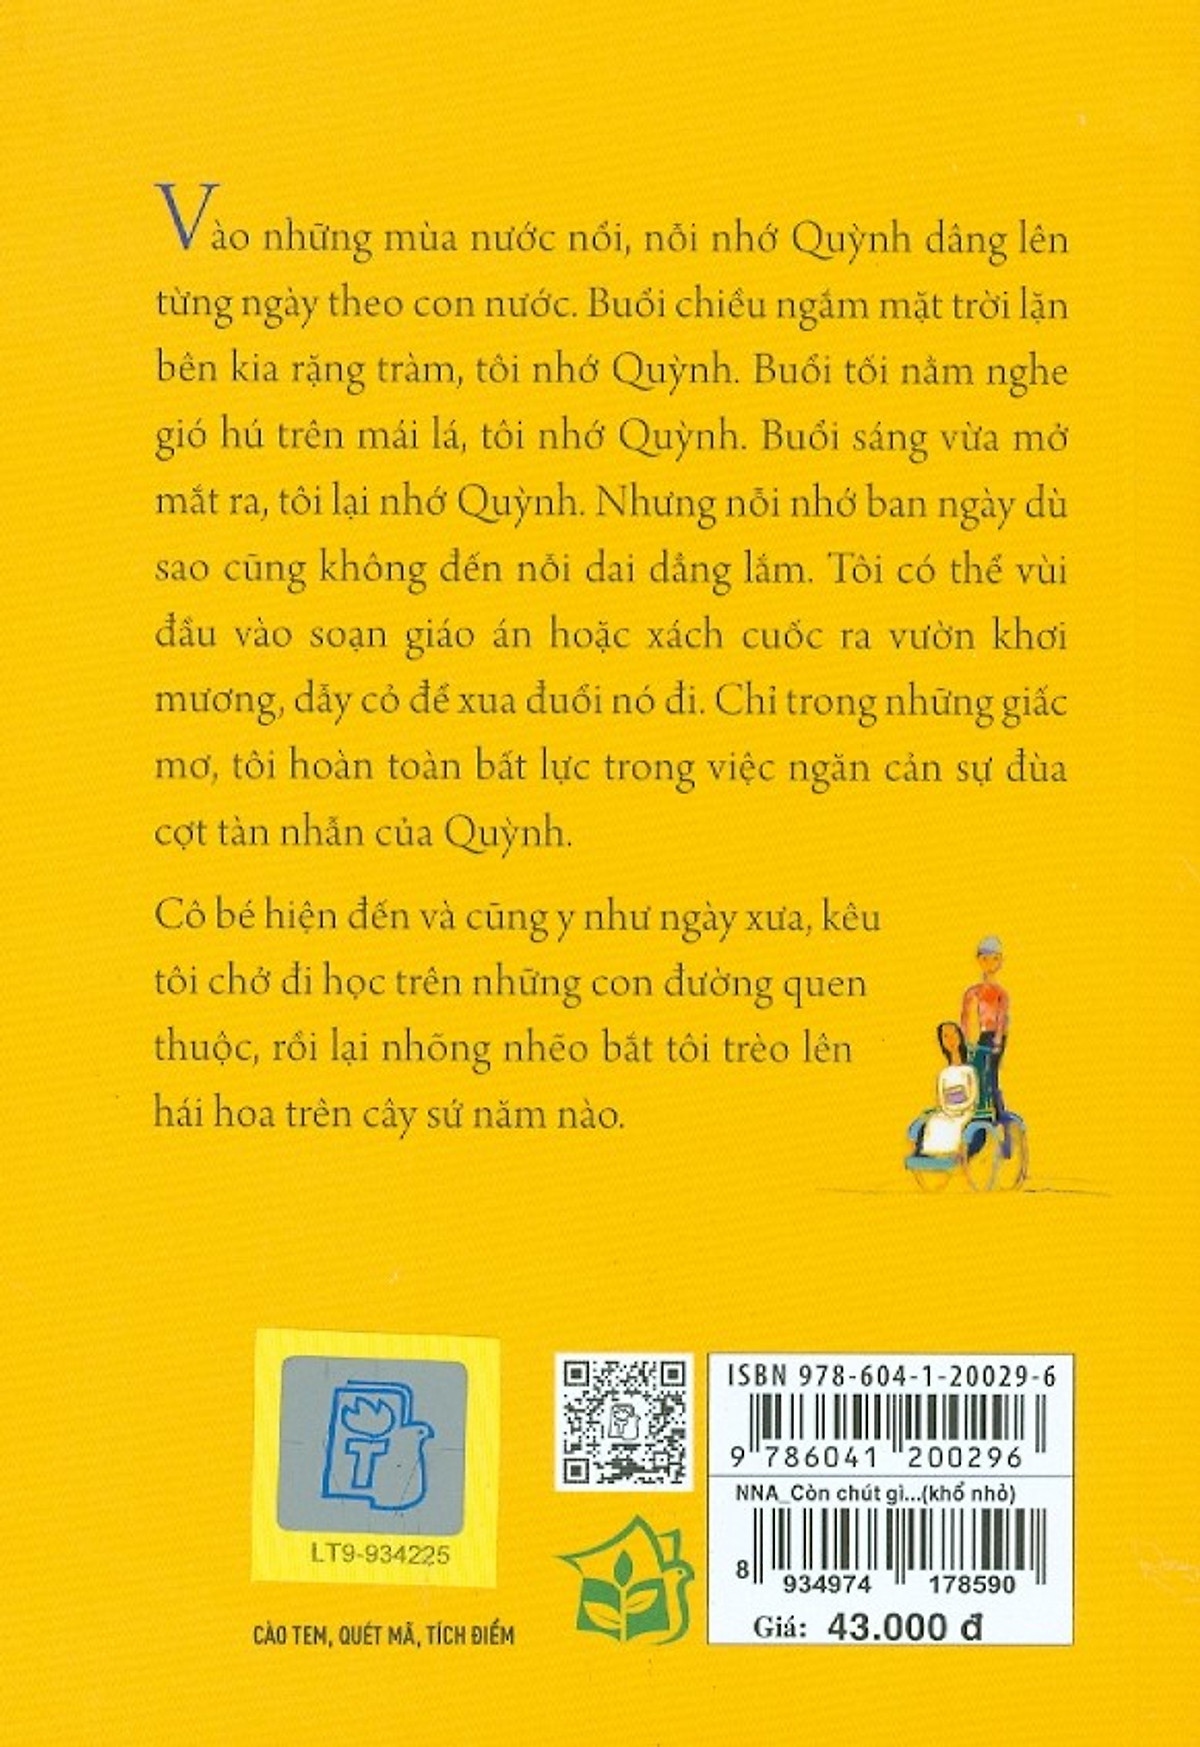 Vào những mùa nước nổi, nỗi nhớ Quỳnh dâng lên
từng ngày theo con nước. Buổi chiều ngắm mặt trời lặn
bên kia rặng tràm, tôi nhớ Quỳnh. Buổi tối nằm nghe
gió hú trên mái lá, tôi nhớ Quỳnh. Buổi sáng vừa mở
mắt ra, tôi lại nhớ Quỳnh. Nhưng nỗi nhớ ban ngày dù
sao cũng không đến nỗi dai dẳng lắm. Tôi có thể vùi
đầu vào soạn giáo án hoặc xách cuốc ra vườn khơi
mương, dẫy cỏ để xua đuổi nó đi. Chỉ trong những giấc
mơ, tôi hoàn toàn bất lực trong việc ngăn cản sự đùa
cợt tàn nhẫn của Quỳnh.
Cô bé hiện đến và cũng y như ngày xưa, kêu
tôi chở đi học trên những con đường quen
thuộc, rồi lại nhõng nhẽo bắt tôi trèo lên
hái hoa trên cây sứ năm nào.
T
LT9-934225
CÀO TEM, QUÉT MÃ, TÍCH ĐIỂM
ISBN 978-604-1-20029-6
9 786041 200296
NNA_Còn chút gì...(khổ nhỏ)
8 934974 178590
Giá: 43.000 đ